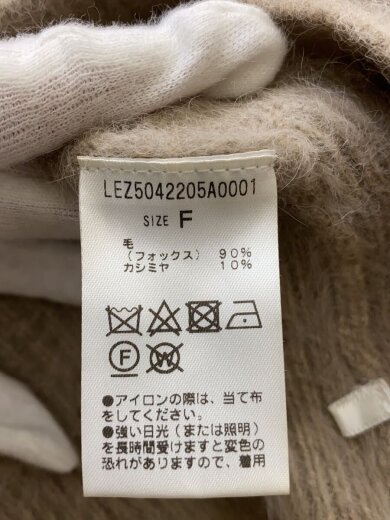 LEZ5042205A0001
SIZE F
毛
(フォックス) 90%
カシミヤ 10%
F W
●アイロンの際は、当て布
をしてください。
●強い日光(または照明)
を長時間受けますと変色の
恐れがありますので、着用